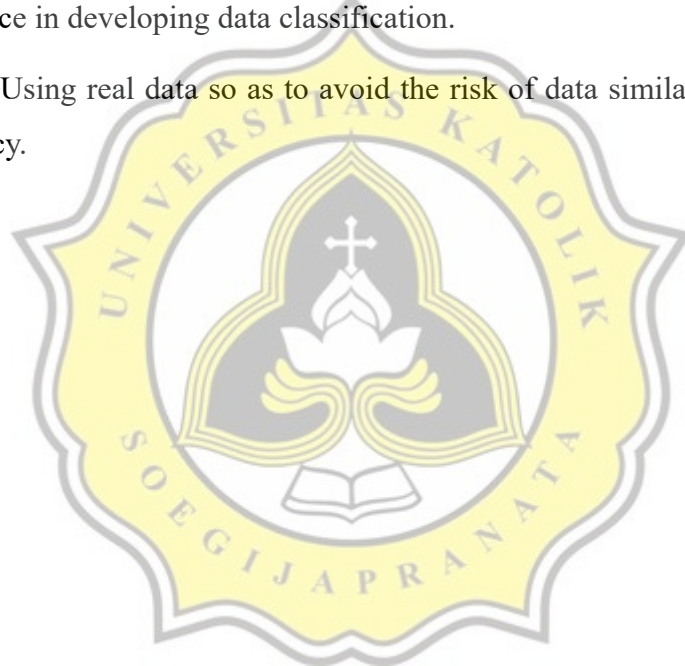 ce in developing data classification.
Using real data so as to avoid the risk of data simila
cy.
UNIVERSITAS KATOLIK
SOEGIJAPRANATA